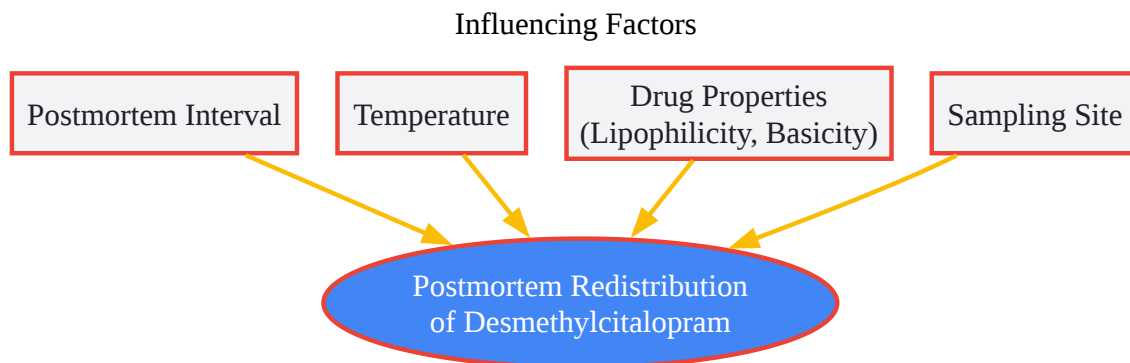 Influencing Factors
Postmortem Interval
Temperature
Drug Properties
(Lipophilicity, Basicity)
Sampling Site
Postmortem Redistribution
of Desmethylcitalopram